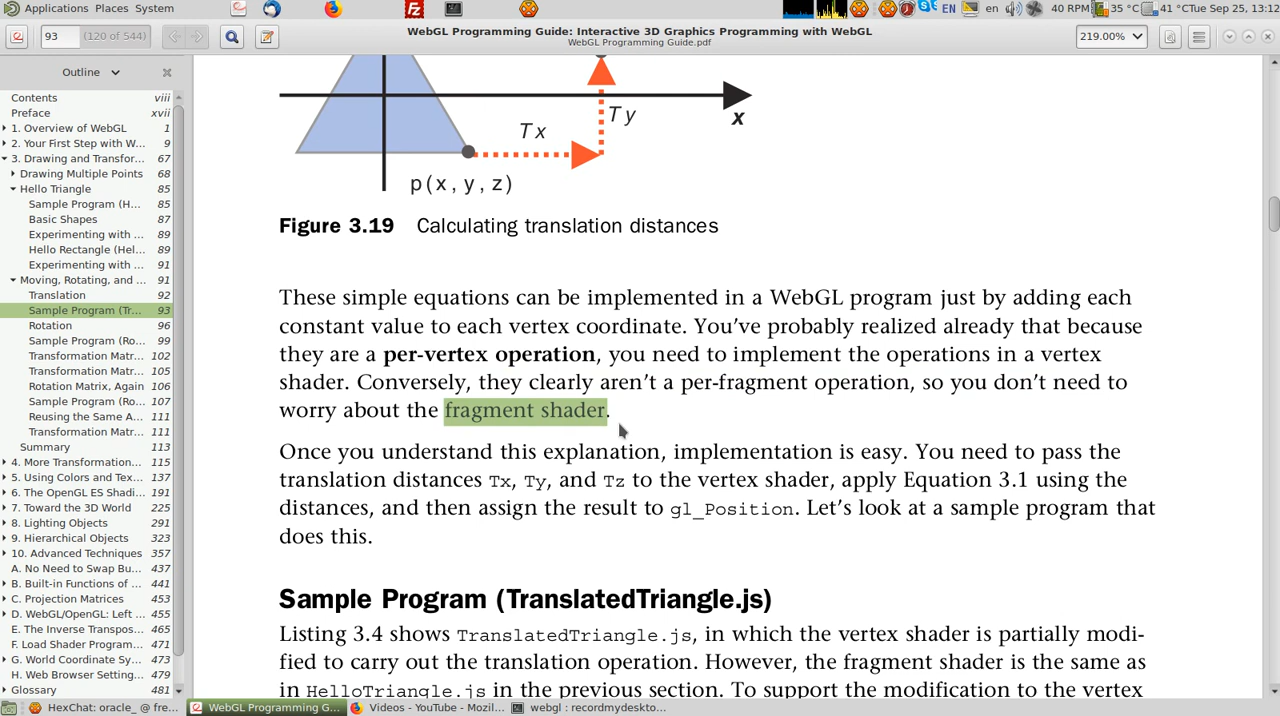 Applications Places System
EN en 40 RPM 35 °C 41 °C Tue Sep 25, 13:12
93 (120 of 544)
WebGL Programming Guide: Interactive 3D Graphics Programming with WebGL
WebGL Programming Guide.pdf
219.00%
Outline
Contents viii
Preface xvii
1. Overview of WebGL 1
2. Your First Step with W... 9
3. Drawing and Transfor... 67
Drawing Multiple Points 68
Hello Triangle 85
Sample Program (H... 85
Basic Shapes 87
Experimenting with ... 89
Hello Rectangle (Hel... 89
Experimenting with ... 91
Moving, Rotating, and ... 91
Translation 92
Sample Program (Tr... 93
Rotation 96
Sample Program (Ro... 99
Transformation Matr... 102
Transformation Matr... 105
Rotation Matrix, Again 106
Sample Program (Ro... 107
Reusing the Same A... 111
Transformation Matr... 111
Summary 113
4. More Transformation... 115
5. Using Colors and Tex... 137
6. The OpenGL ES Shadi... 191
7. Toward the 3D World 225
8. Lighting Objects 291
9. Hierarchical Objects 323
10. Advanced Techniques 357
A. No Need to Swap Bu... 437
B. Built-in Functions of ... 441
C. Projection Matrices 453
D. WebGL/OpenGL: Left ... 455
E. The Inverse Transpos... 465
F. Load Shader Program... 471
G. World Coordinate Sy... 473
H. Web Browser Setting... 479
Glossary 481
x
Ty
Tx
p(x, y, z)
Figure 3.19 Calculating translation distances
These simple equations can be implemented in a WebGL program just by adding each
constant value to each vertex coordinate. You’ve probably realized already that because
they are a per-vertex operation, you need to implement the operations in a vertex
shader. Conversely, they clearly aren’t a per-fragment operation, so you don’t need to
worry about the fragment shader.
Once you understand this explanation, implementation is easy. You need to pass the
translation distances Tx, Ty, and Tz to the vertex shader, apply Equation 3.1 using the
distances, and then assign the result to gl_Position. Let’s look at a sample program that
does this.
Sample Program (TranslatedTriangle.js)
Listing 3.4 shows TranslatedTriangle.js, in which the vertex shader is partially modi-
fied to carry out the translation operation. However, the fragment shader is the same as
in HelloTriangle.js in the previous section. To support the modification to the vertex
HexChat: oracle_ @ fre...
WebGL Programming G...
Videos - YouTube - Mozil...
webgl : recordmydeskto...